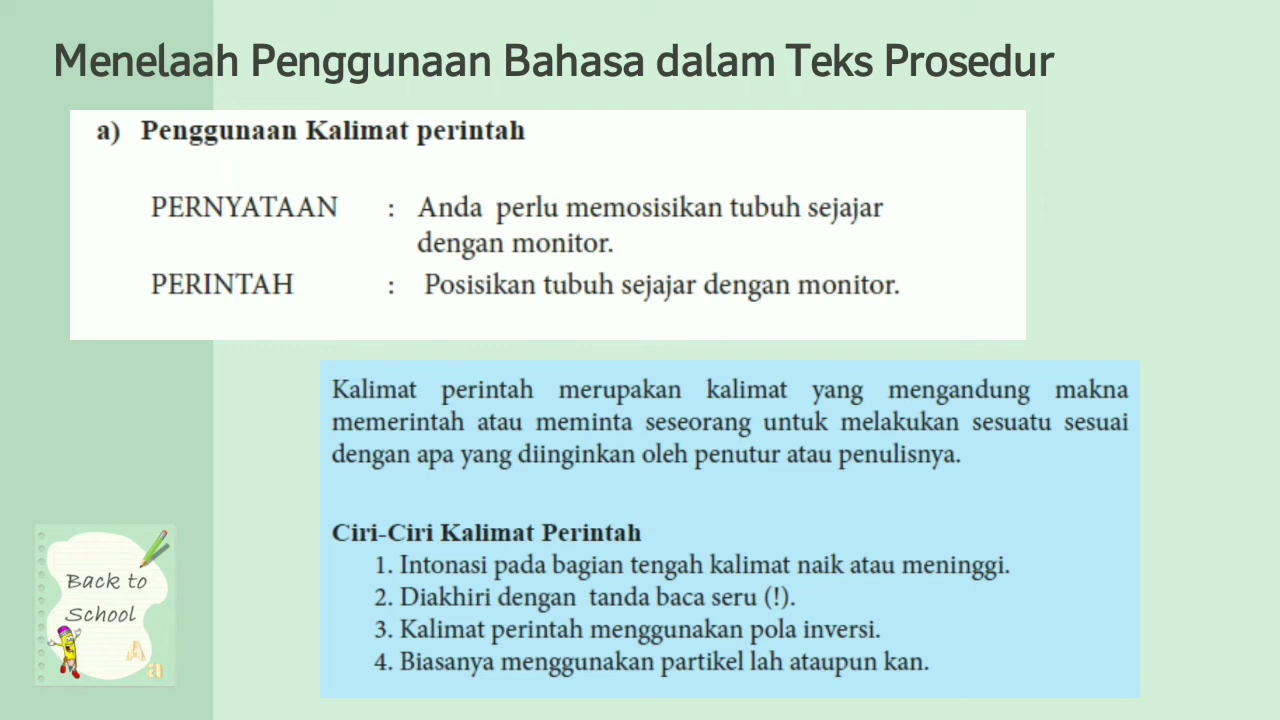 Menelaah Penggunaan Bahasa dalam Teks Prosedur
a) Penggunaan Kalimat perintah
PERNYATAAN : Anda perlu memosisikan tubuh sejajar
dengan monitor.
PERINTAH : Posisikan tubuh sejajar dengan monitor.
Kalimat perintah merupakan kalimat yang mengandung makna
memerintah atau meminta seseorang untuk melakukan sesuatu sesuai
dengan apa yang diinginkan oleh penutur atau penulisnya.
Ciri-Ciri Kalimat Perintah
1. Intonasi pada bagian tengah kalimat naik atau meninggi.
2. Diakhiri dengan tanda baca seru (!).
3. Kalimat perintah menggunakan pola inversi.
4. Biasanya menggunakan partikel lah ataupun kan.
Back to
School
A
a